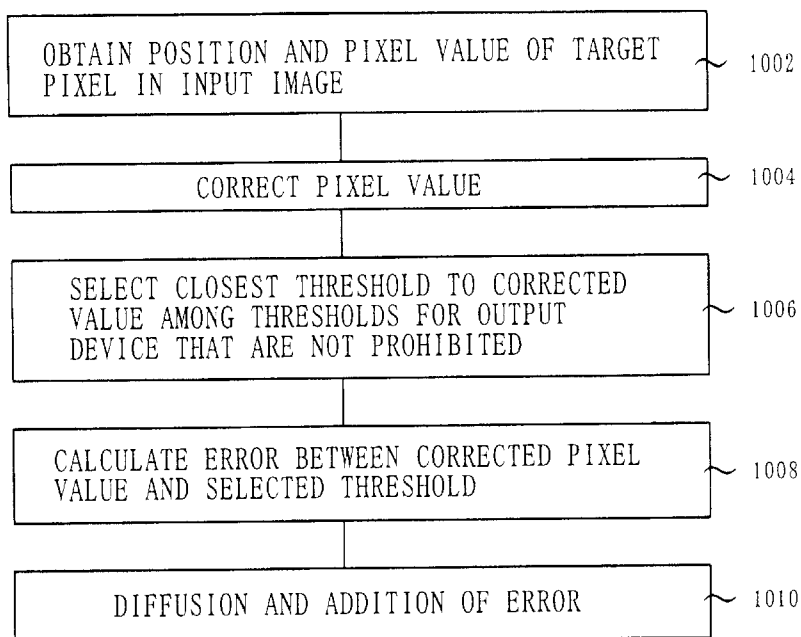 OBTAIN POSITION AND PIXEL VALUE OF TARGET
PIXEL IN INPUT IMAGE
1002
CORRECT PIXEL VALUE
1004
SELECT CLOSEST THRESHOLD TO CORRECTED
VALUE AMONG THRESHOLDS FOR OUTPUT
DEVICE THAT ARE NOT PROHIBITED
1006
CALCULATE ERROR BETWEEN CORRECTED PIXEL
VALUE AND SELECTED THRESHOLD
1008
DIFFUSION AND ADDITION OF ERROR
1010